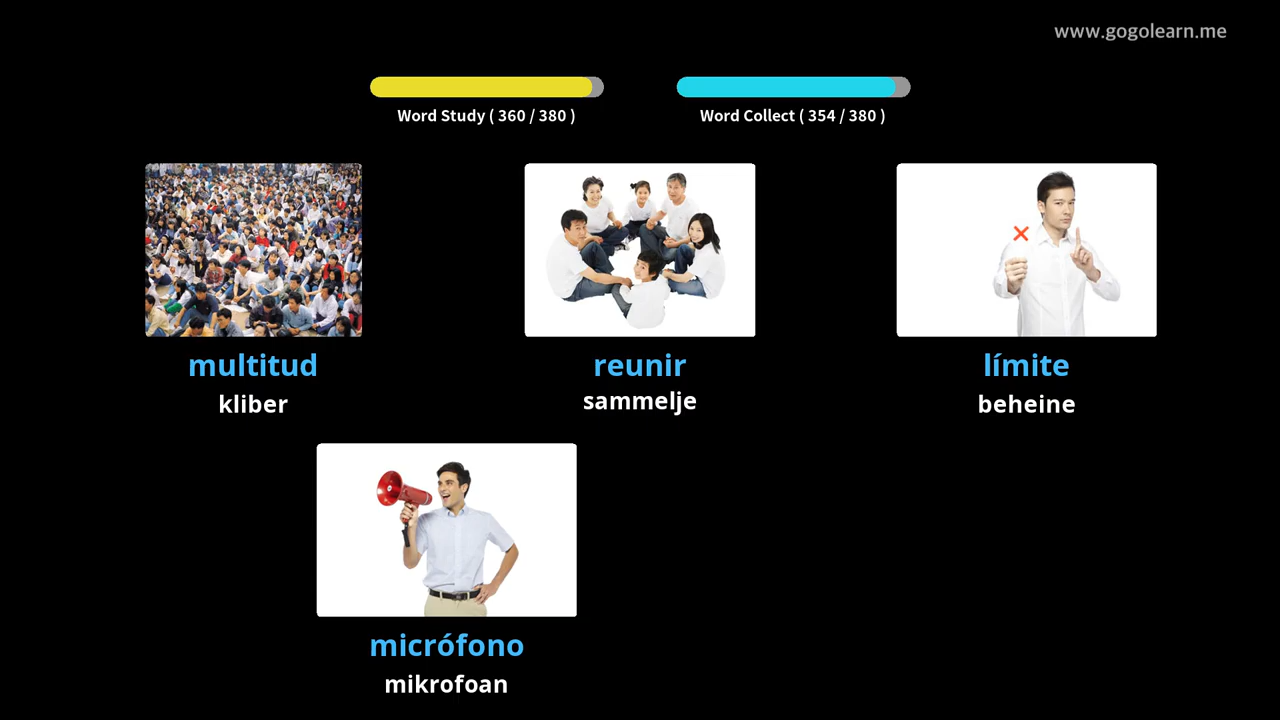 www.gogolearn.me
Word Study ( 360 / 380 )
Word Collect ( 354 / 380 )
multitud
kliber
reunir
sammelje
límite
beheine
micrófono
mikrofoan